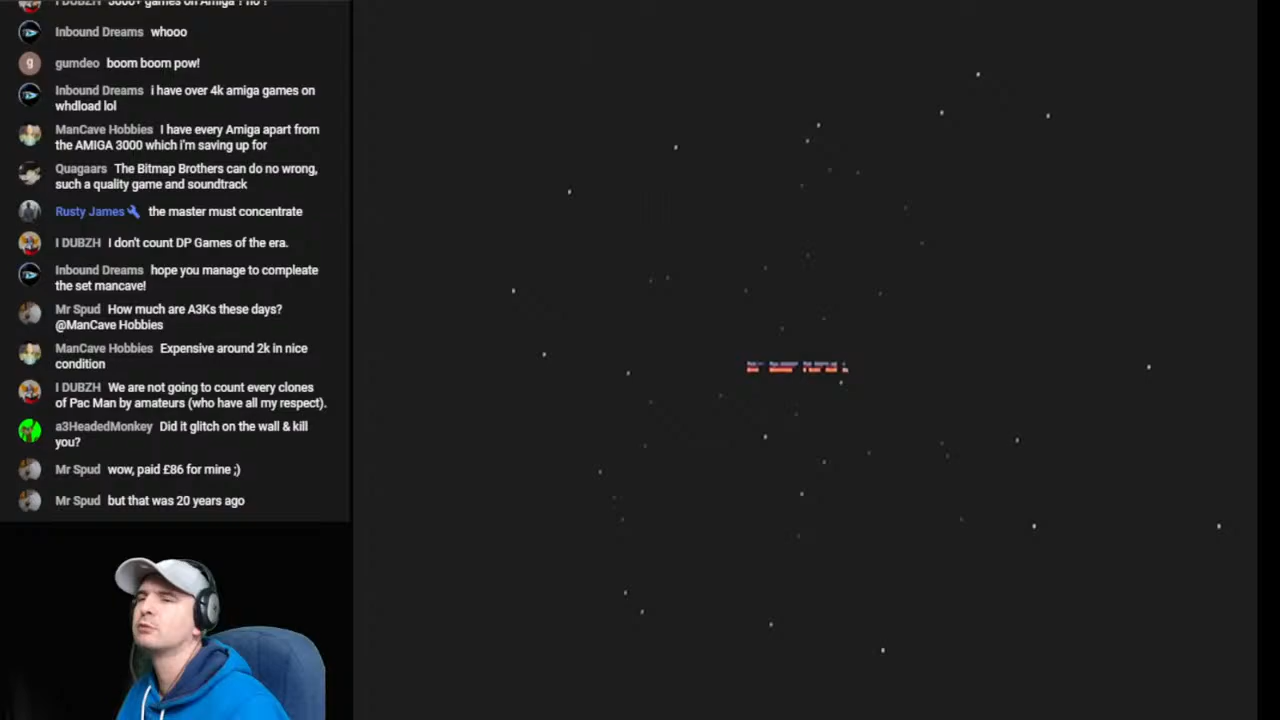 I DUBZH 3000+ games on Amiga ? no ?
Inbound Dreams whooo
g gumdeo boom boom pow!
Inbound Dreams i have over 4k amiga games on
whdload lol
ManCave Hobbies I have every Amiga apart from
the AMIGA 3000 which i'm saving up for
Quagaars The Bitmap Brothers can do no wrong,
such a quality game and soundtrack
Rusty James the master must concentrate
I DUBZH I don't count DP Games of the era.
Inbound Dreams hope you manage to compleate
the set mancave!
Mr Spud How much are A3Ks these days?
@ManCave Hobbies
ManCave Hobbies Expensive around 2k in nice
condition
I DUBZH We are not going to count every clones
of Pac Man by amateurs (who have all my respect).
a3HeadedMonkey Did it glitch on the wall & kill
you?
Mr Spud wow, paid £86 for mine ;)
Mr Spud but that was 20 years ago